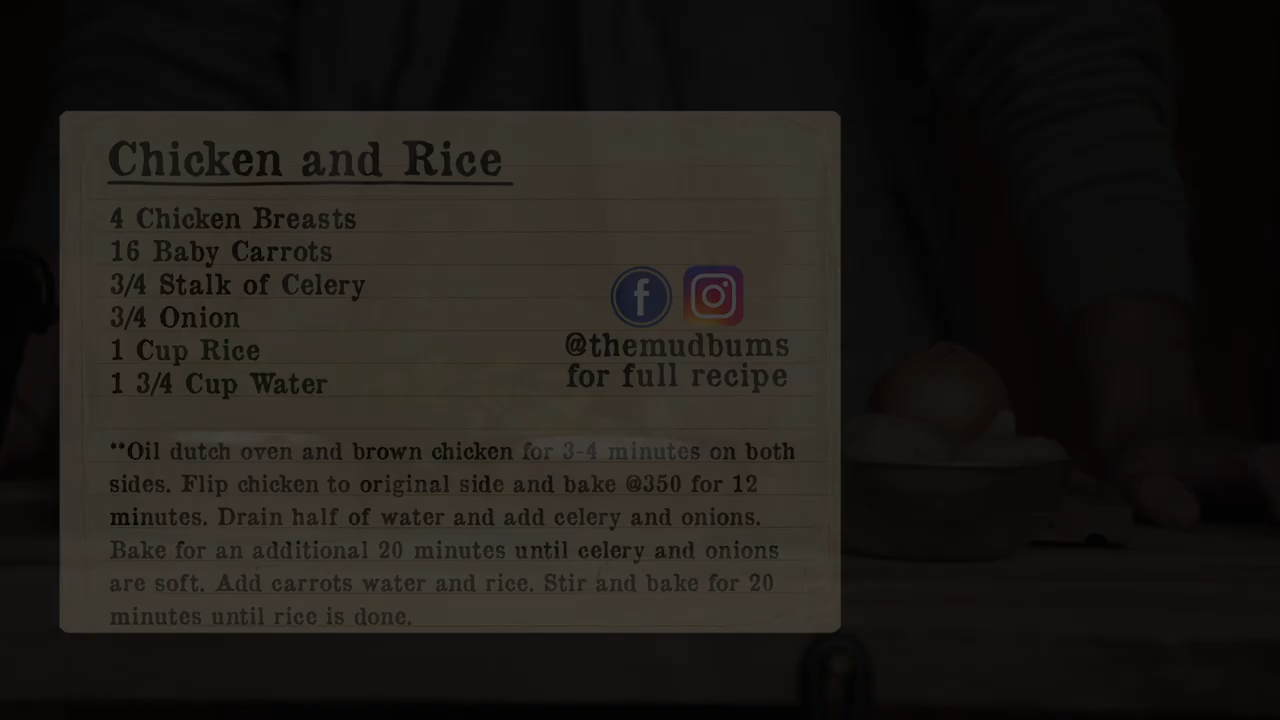 Chicken and Rice
4 Chicken Breasts
16 Baby Carrots
3/4 Stalk of Celery
3/4 Onion
1 Cup Rice
1 3/4 Cup Water
@themudbums
for full recipe
**Oil dutch oven and brown chicken for 3-4 minutes on both
sides. Flip chicken to original side and bake @350 for 12
minutes. Drain half of water and add celery and onions.
Bake for an additional 20 minutes until celery and onions
are soft. Add carrots water and rice. Stir and bake for 20
minutes until rice is done.